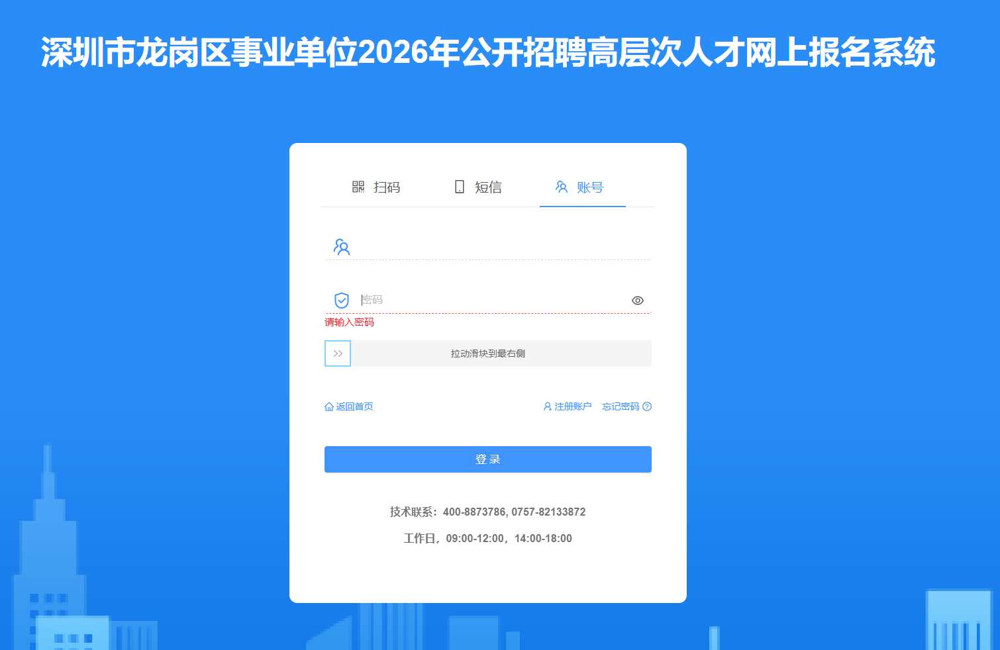 深圳市龙岗区事业单位2026年公开招聘高层次人才网上报名系统
扫码 短信 账号
密码
请输入密码
拉动滑块到最右侧
返回首页 注册账户 忘记密码
登录
技术联系：400-8873786, 0757-82133872
工作日，09:00-12:00，14:00-18:00